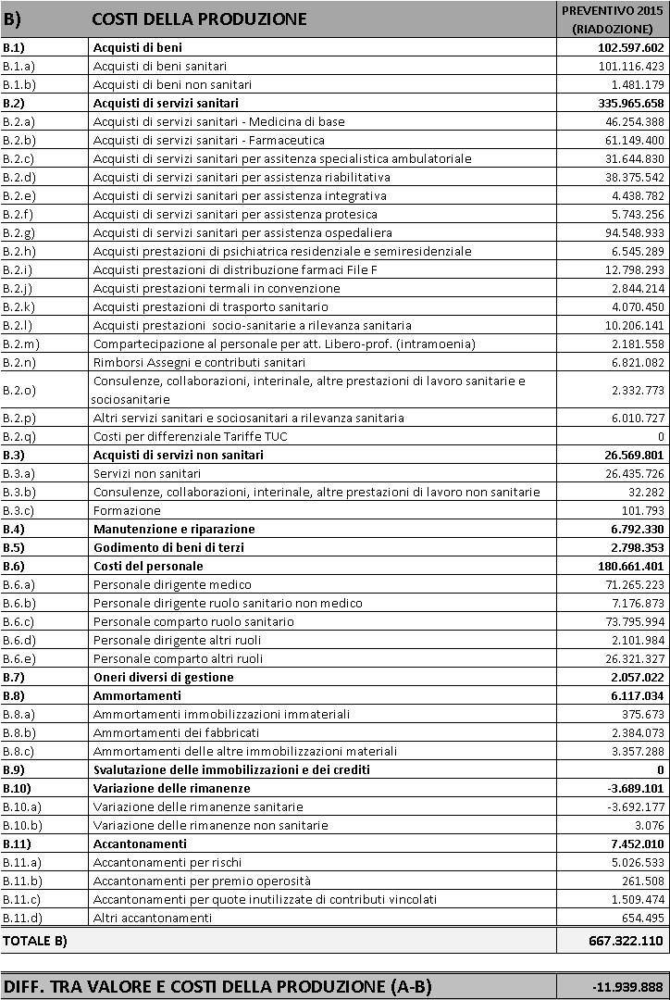 B) COSTI DELLA PRODUZIONE PREVENTIVO 2015 (RIADOZIONE)
B.1) Acquisti di beni 102.597.602
B.1.a) Acquisti di beni sanitari 101.116.423
B.1.b) Acquisti di beni non sanitari 1.481.179
B.2) Acquisti di servizi sanitari 335.965.658
B.2.a) Acquisti di servizi sanitari - Medicina di base 46.254.388
B.2.b) Acquisti di servizi sanitari - Farmaceutica 61.149.400
B.2.c) Acquisti di servizi sanitari per assitenza specialistica ambulatoriale 31.644.830
B.2.d) Acquisti di servizi sanitari per assistenza riabilitativa 38.375.542
B.2.e) Acquisti di servizi sanitari per assistenza integrativa 4.438.782
B.2.f) Acquisti di servizi sanitari per assistenza protesica 5.743.256
B.2.g) Acquisti di servizi sanitari per assistenza ospedaliera 94.548.933
B.2.h) Acquisti prestazioni di psichiatrica residenziale e semiresidenziale 6.545.289
B.2.i) Acquisti prestazioni di distribuzione farmaci File F 12.798.293
B.2.j) Acquisti prestazioni termali in convenzione 2.844.214
B.2.k) Acquisti prestazioni di trasporto sanitario 4.070.450
B.2.l) Acquisti prestazioni socio-sanitarie a rilevanza sanitaria 10.206.141
B.2.m) Compartecipazione al personale per att. Libero-prof. (intramoenia) 2.181.558
B.2.n) Rimborsi Assegni e contributi sanitari 6.821.082
B.2.o) Consulenze, collaborazioni, interinale, altre prestazioni di lavoro sanitarie e
sociosanitarie 2.332.773
B.2.p) Altri servizi sanitari e sociosanitari a rilevanza sanitaria 6.010.727
B.2.q) Costi per differenziale Tariffe TUC 0
B.3) Acquisti di servizi non sanitari 26.569.801
B.3.a) Servizi non sanitari 26.435.726
B.3.b) Consulenze, collaborazioni, interinale, altre prestazioni di lavoro non sanitarie 32.282
B.3.c) Formazione 101.793
B.4) Manutenzione e riparazione 6.792.330
B.5) Godimento di beni di terzi 2.798.353
B.6) Costi del personale 180.661.401
B.6.a) Personale dirigente medico 71.265.223
B.6.b) Personale dirigente ruolo sanitario non medico 7.176.873
B.6.c) Personale comparto ruolo sanitario 73.795.994
B.6.d) Personale dirigente altri ruoli 2.101.984
B.6.e) Personale comparto altri ruoli 26.321.327
B.7) Oneri diversi di gestione 2.057.022
B.8) Ammortamenti 6.117.034
B.8.a) Ammortamenti immobilizzazioni immateriali 375.673
B.8.b) Ammortamenti dei fabbricati 2.384.073
B.8.c) Ammortamenti delle altre immobilizzazioni materiali 3.357.288
B.9) Svalutazione delle immobilizzazioni e dei crediti 0
B.10) Variazione delle rimanenze -3.689.101
B.10.a) Variazione delle rimanenze sanitarie -3.692.177
B.10.b) Variazione delle rimanenze non sanitarie 3.076
B.11) Accantonamenti 7.452.010
B.11.a) Accantonamenti per rischi 5.026.533
B.11.b) Accantonamenti per premio operosità 261.508
B.11.c) Accantonamenti per quote inutilizzate di contributi vincolati 1.509.474
B.11.d) Altri accantonamenti 654.495
TOTALE B) 667.322.110
DIFF. TRA VALORE E COSTI DELLA PRODUZIONE (A-B) -11.939.888